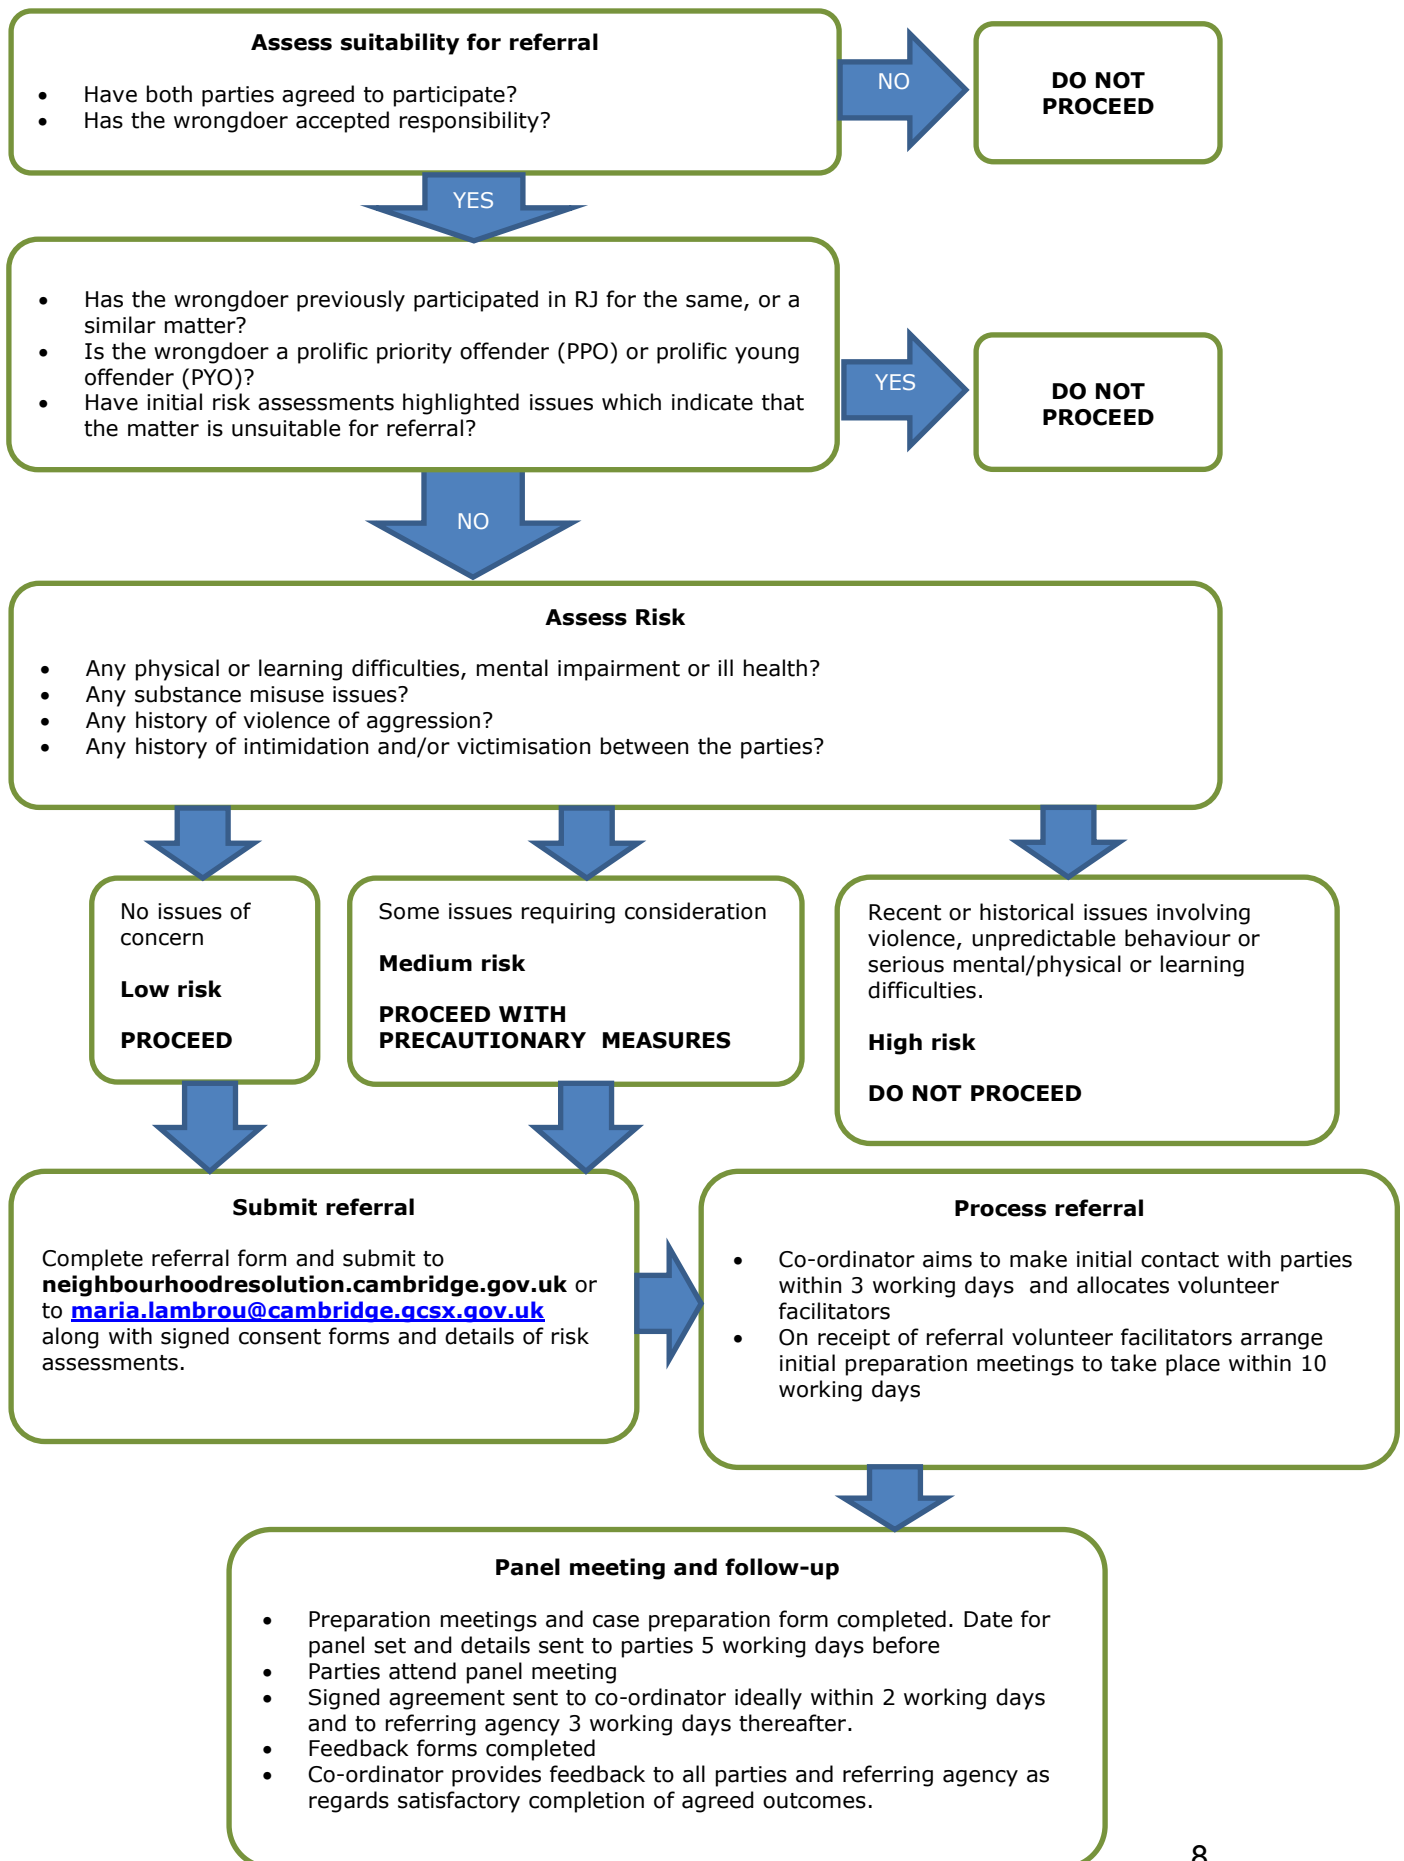 Assess suitability for referral
• Have both parties agreed to participate?
• Has the wrongdoer accepted responsibility?
NO
DO NOT
PROCEED
YES
• Has the wrongdoer previously participated in RJ for the same, or a
similar matter?
• Is the wrongdoer a prolific priority offender (PPO) or prolific young
offender (PYO)?
• Have initial risk assessments highlighted issues which indicate that
the matter is unsuitable for referral?
YES
DO NOT
PROCEED
NO
Assess Risk
• Any physical or learning difficulties, mental impairment or ill health?
• Any substance misuse issues?
• Any history of violence of aggression?
• Any history of intimidation and/or victimisation between the parties?
No issues of
concern
Low risk
PROCEED
Some issues requiring consideration
Medium risk
PROCEED WITH
PRECAUTIONARY MEASURES
Recent or historical issues involving
violence, unpredictable behaviour or
serious mental/physical or learning
difficulties.
High risk
DO NOT PROCEED
Submit referral
Complete referral form and submit to
neighbourhoodresolution.cambridge.gov.uk or
to maria.lambrou@cambridge.gcsx.gov.uk
along with signed consent forms and details of risk
assessments.
Process referral
• Co-ordinator aims to make initial contact with parties
within 3 working days and allocates volunteer
facilitators
• On receipt of referral volunteer facilitators arrange
initial preparation meetings to take place within 10
working days
Panel meeting and follow-up
• Preparation meetings and case preparation form completed. Date for
panel set and details sent to parties 5 working days before
• Parties attend panel meeting
• Signed agreement sent to co-ordinator ideally within 2 working days
and to referring agency 3 working days thereafter.
• Feedback forms completed
• Co-ordinator provides feedback to all parties and referring agency as
regards satisfactory completion of agreed outcomes.
8